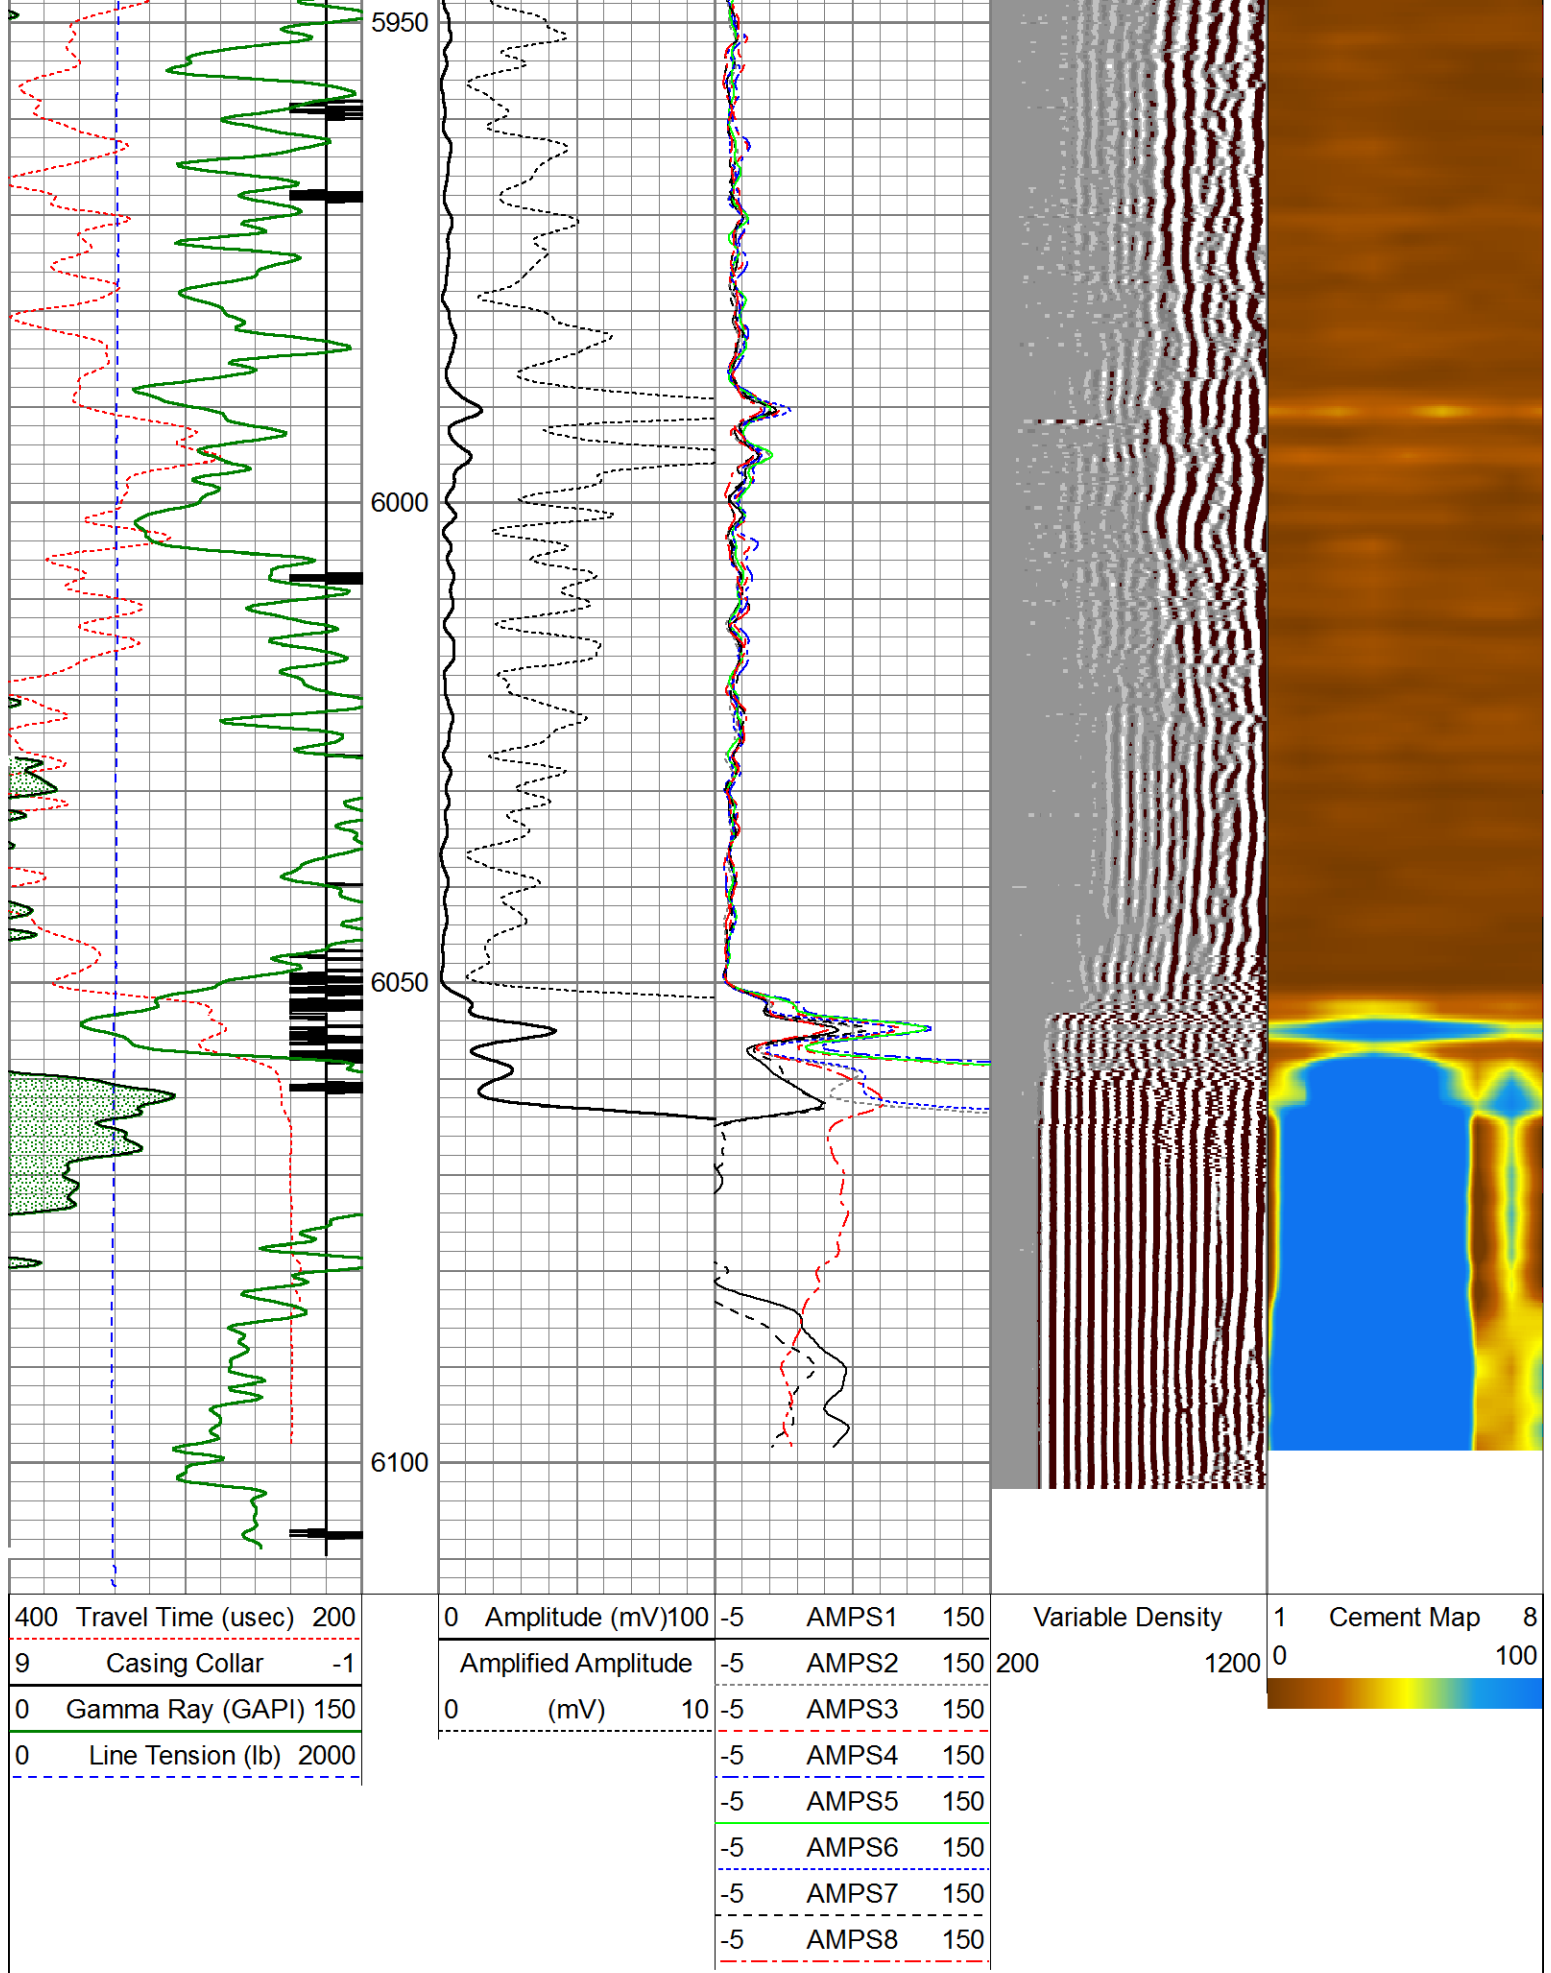 5950
6000
6050
6100
400 Travel Time (usec) 200
9 Casing Collar -1
0 Gamma Ray (GAPI) 150
0 Line Tension (lb) 2000
0 Amplitude (mV)100
Amplified Amplitude
0 (mV) 10
-5 AMPS1 150
-5 AMPS2 150
-5 AMPS3 150
-5 AMPS4 150
-5 AMPS5 150
-5 AMPS6 150
-5 AMPS7 150
-5 AMPS8 150
Variable Density
200 1200
1 Cement Map 8
0 100